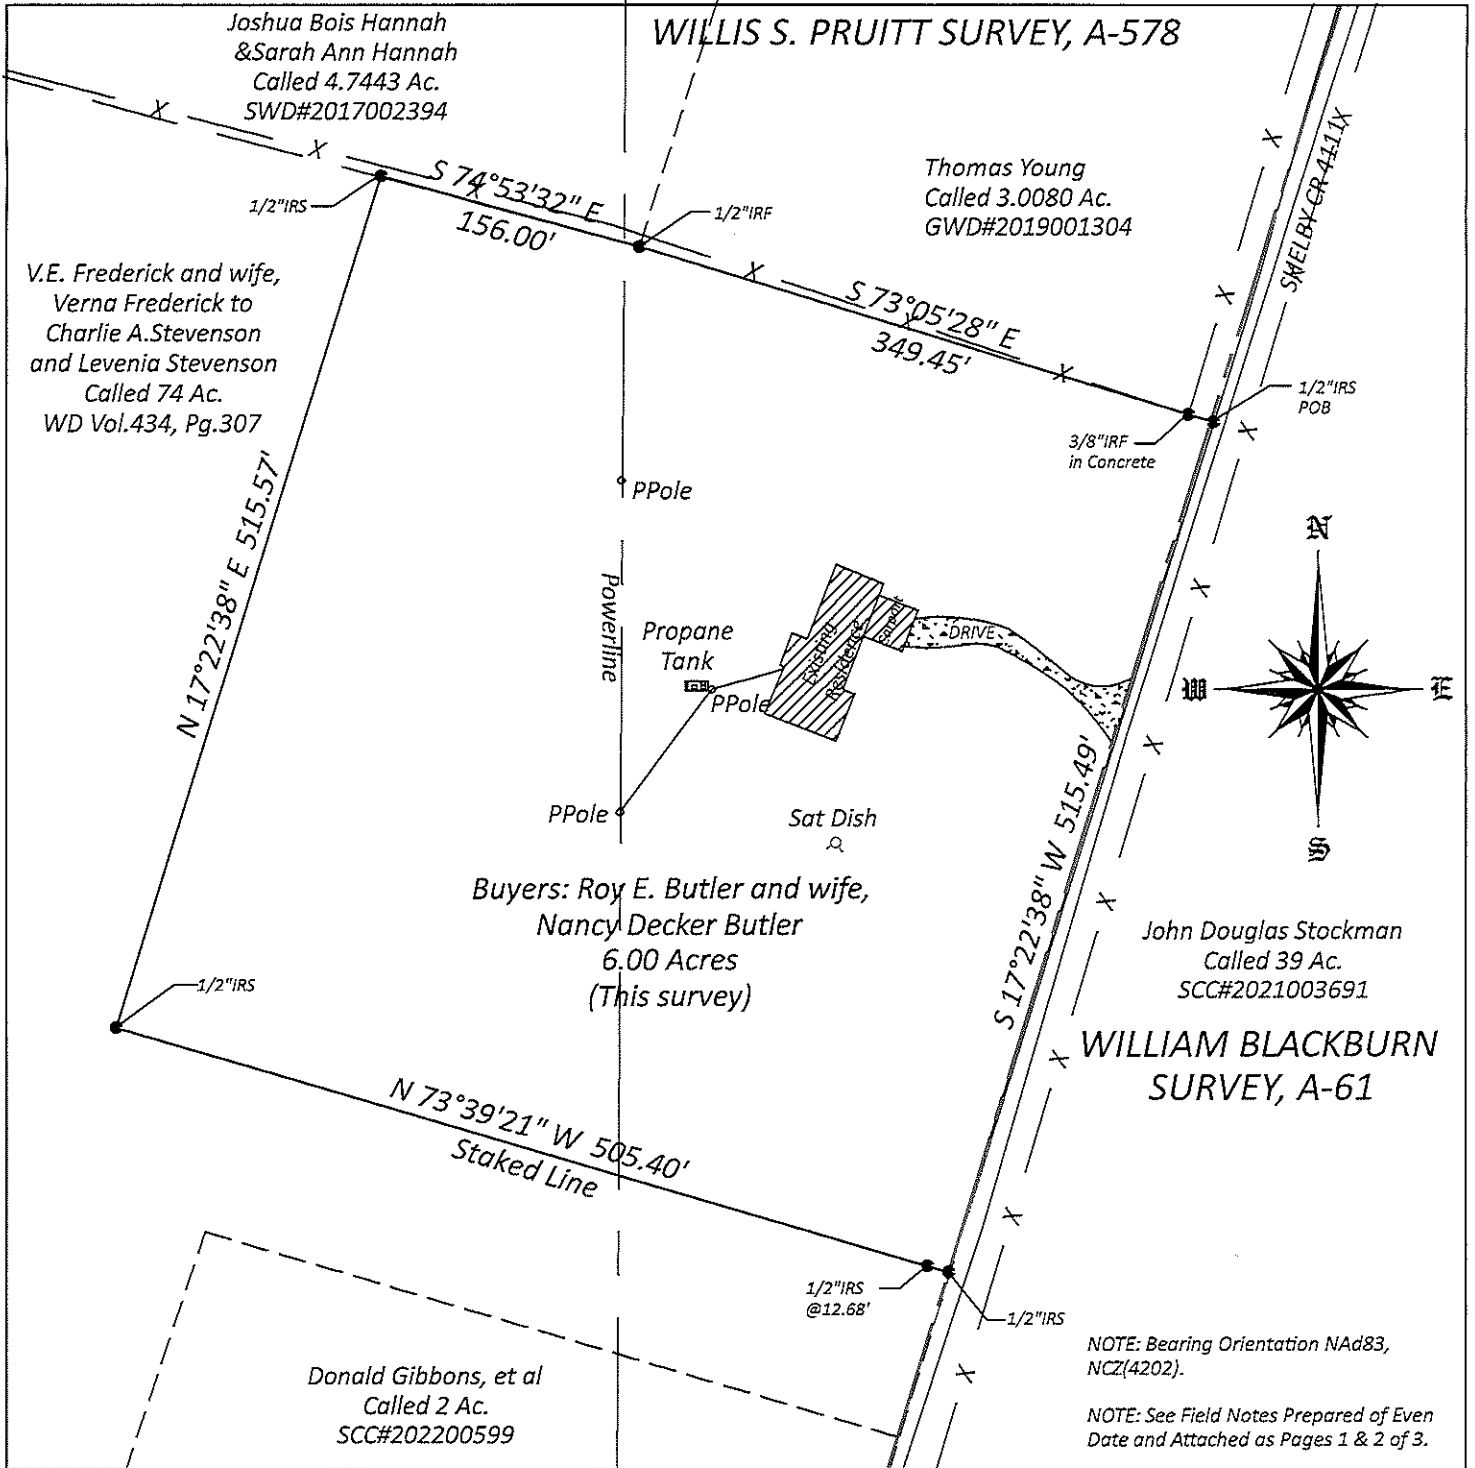 Joshua Bois Hannah
&Sarah Ann Hannah
Called 4.7443 Ac.
SWD#2017002394
WILLIS S. PRUITT SURVEY, A-578
Thomas Young
Called 3.0080 Ac.
GWD#2019001304
SHELBY CR 4111
S 74°53'32" E
156.00'
1/2"IRS
1/2"IRF
V.E. Frederick and wife,
Verna Frederick to
Charlie A.Stevenson
and Levenia Stevenson
Called 74 Ac.
WD Vol.434, Pg.307
S 73°05'28" E
349.45'
1/2"IRS
POB
3/8"IRF
in Concrete
N 17°22'38" E 515.57'
PPole
Powerline
Propane
Tank
PPole
Existing
Residence
Carport
DRIVE
N
W
E
S
PPole
Sat Dish
S 17°22'38" W 515.49'
Buyers: Roy E. Butler and wife,
Nancy Decker Butler
6.00 Acres
(This survey)
John Douglas Stockman
Called 39 Ac.
SCC#2021003691
WILLIAM BLACKBURN
SURVEY, A-61
1/2"IRS
N 73°39'21" W 505.40'
Staked Line
1/2"IRS
@12.68'
1/2"IRS
Donald Gibbons, et al
Called 2 Ac.
SCC#202200599
NOTE: Bearing Orientation NAd83,
NCZ(4202).
NOTE: See Field Notes Prepared of Even
Date and Attached as Pages 1 & 2 of 3.